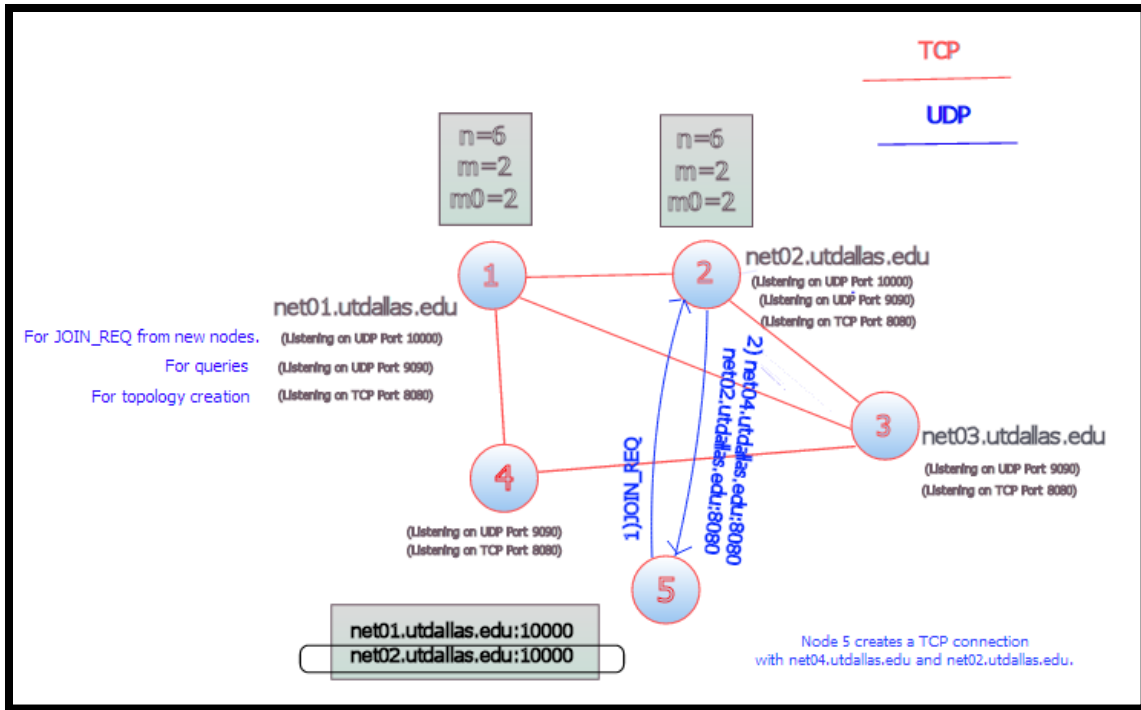 TCP
UDP
n=6
m=2
m0=2
n=6
m=2
m0=2
1
2
net02.utdallas.edu
(Listening on UDP Port 10000)
(Listening on UDP Port 9090)
(Listening on TCP Port 8080)
net01.utdallas.edu
For JOIN_REQ from new nodes.
(Listening on UDP Port 10000)
For queries
(Listening on UDP Port 9090)
For topology creation
(Listening on TCP Port 8080)
3
net03.utdallas.edu
(Listening on UDP Port 9090)
(Listening on TCP Port 8080)
4
(Listening on UDP Port 9090)
(Listening on TCP Port 8080)
1)JOIN_REQ
2) net04.utdallas.edu:8080
net02.utdallas.edu:8080
5
net01.utdallas.edu:10000
net02.utdallas.edu:10000
Node 5 creates a TCP connection
with net04.utdallas.edu and net02.utdallas.edu.